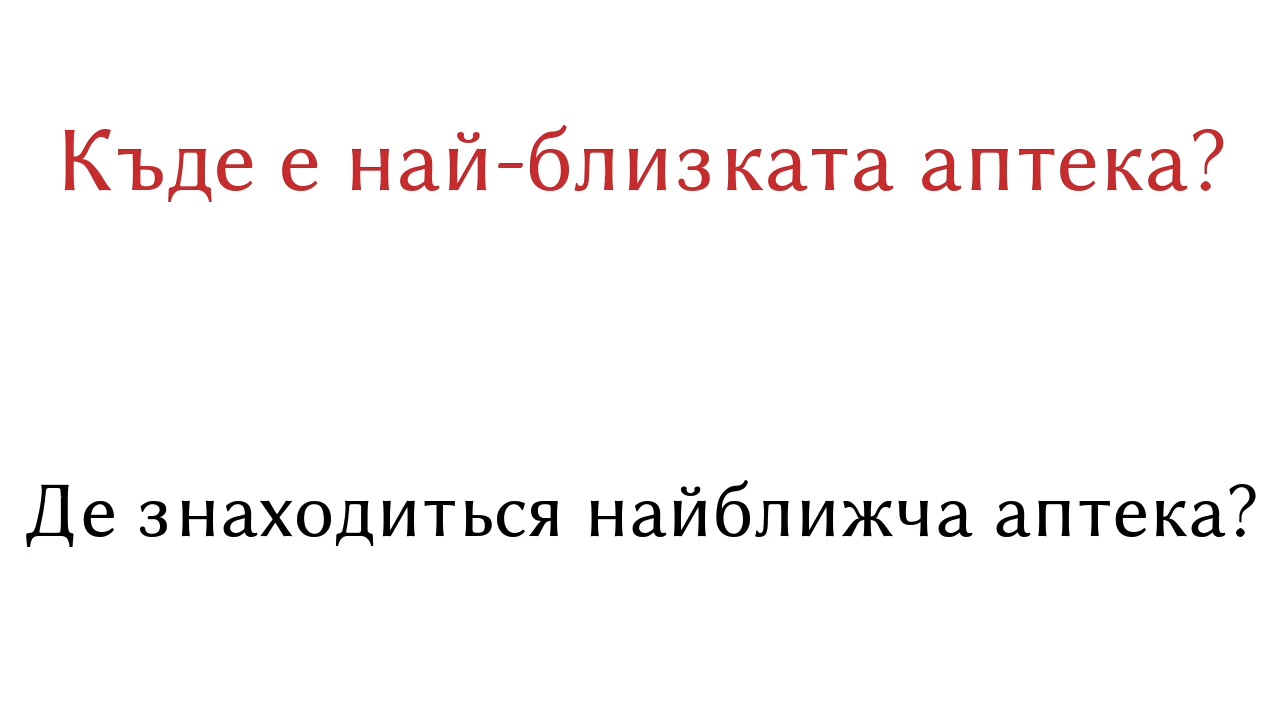 Къде е най-близката аптека?
Де знаходиться найближча аптека?